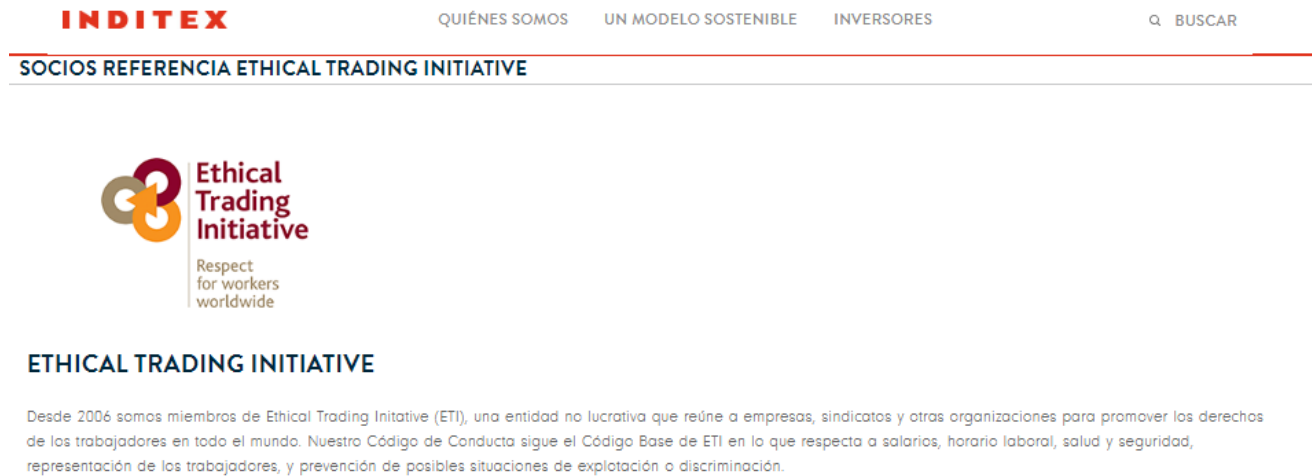 INDITEX
QUIÉNES SOMOS UN MODELO SOSTENIBLE INVERSORES BUSCAR
SOCIOS REFERENCIA ETHICAL TRADING INITIATIVE
Ethical
Trading
Initiative
Respect
for workers
worldwide
ETHICAL TRADING INITIATIVE
Desde 2006 somos miembros de Ethical Trading Initative (ETI), una entidad no lucrativa que reúne a empresas, sindicatos y otras organizaciones para promover los derechos
de los trabajadores en todo el mundo. Nuestro Código de Conducta sigue el Código Base de ETI en lo que respecta a salarios, horario laboral, salud y seguridad,
representación de los trabajadores, y prevención de posibles situaciones de explotación o discriminación.